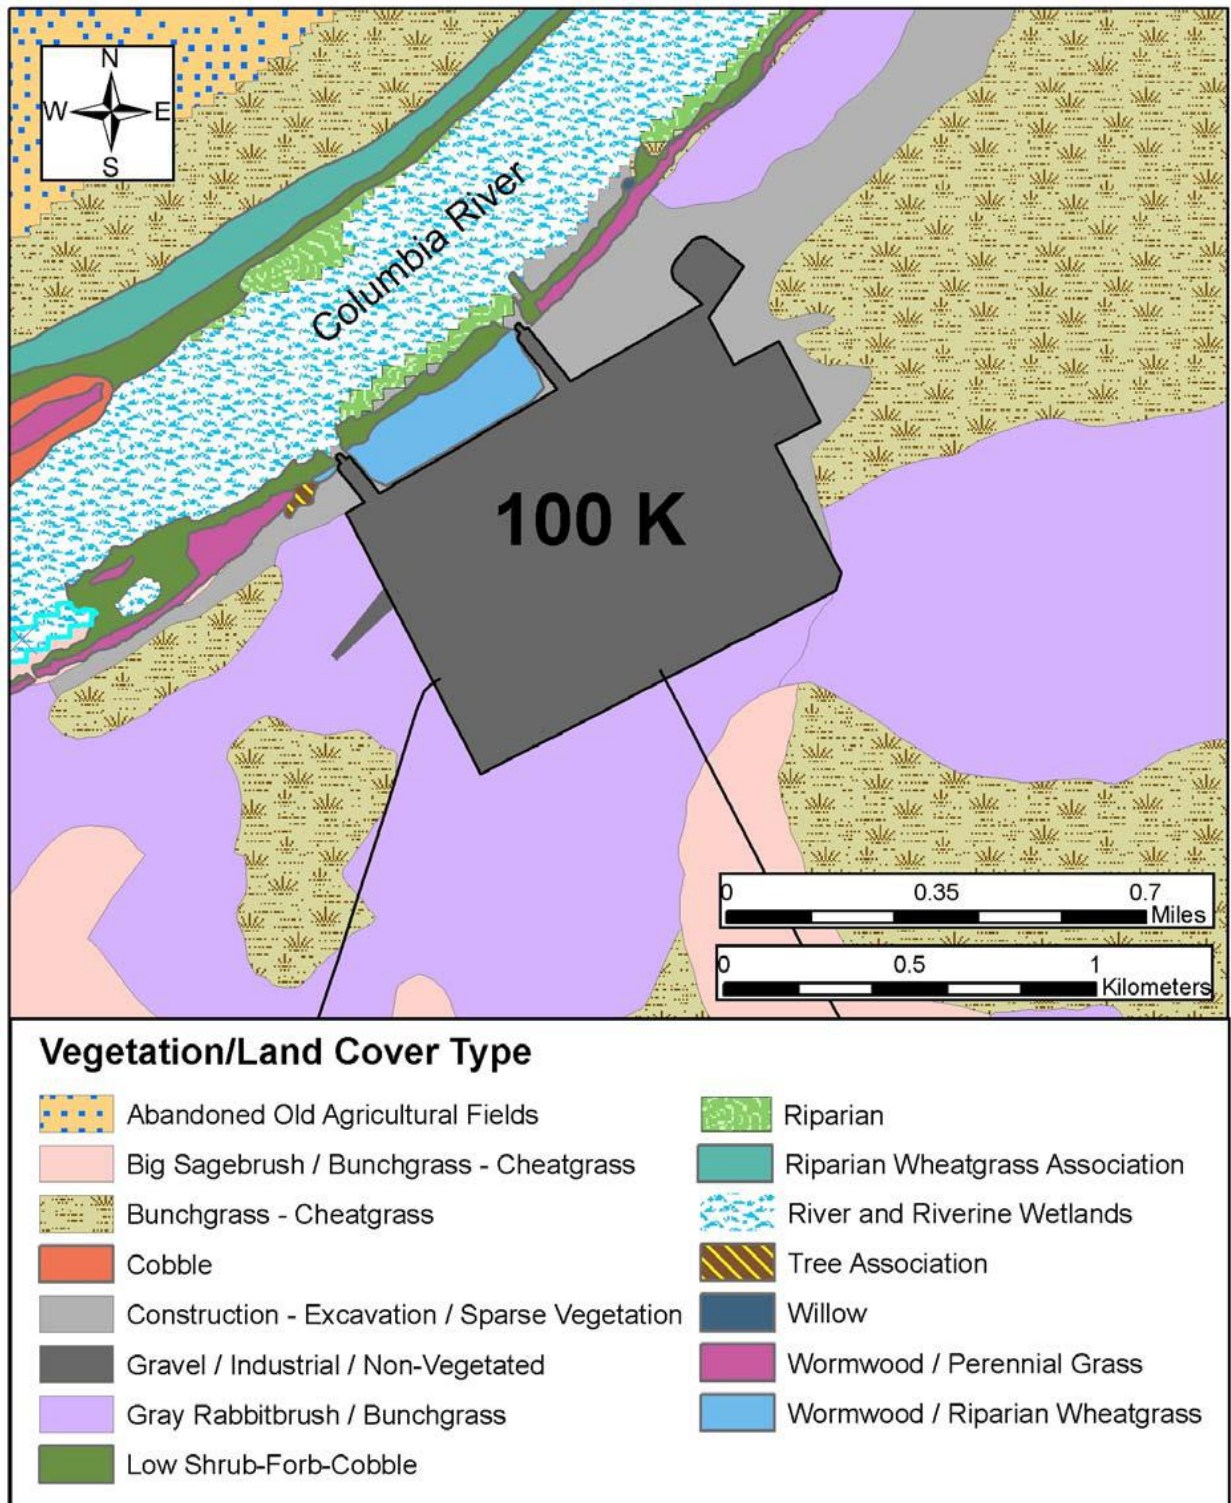 N
W E
S
Columbia River
100 K
0 0.35 0.7
Miles
0 0.5 1
Kilometers
Vegetation/Land Cover Type
Abandoned Old Agricultural Fields
Big Sagebrush / Bunchgrass - Cheatgrass
Bunchgrass - Cheatgrass
Cobble
Construction - Excavation / Sparse Vegetation
Gravel / Industrial / Non-Vegetated
Gray Rabbitbrush / Bunchgrass
Low Shrub-Forb-Cobble
Riparian
Riparian Wheatgrass Association
River and Riverine Wetlands
Tree Association
Willow
Wormwood / Perennial Grass
Wormwood / Riparian Wheatgrass